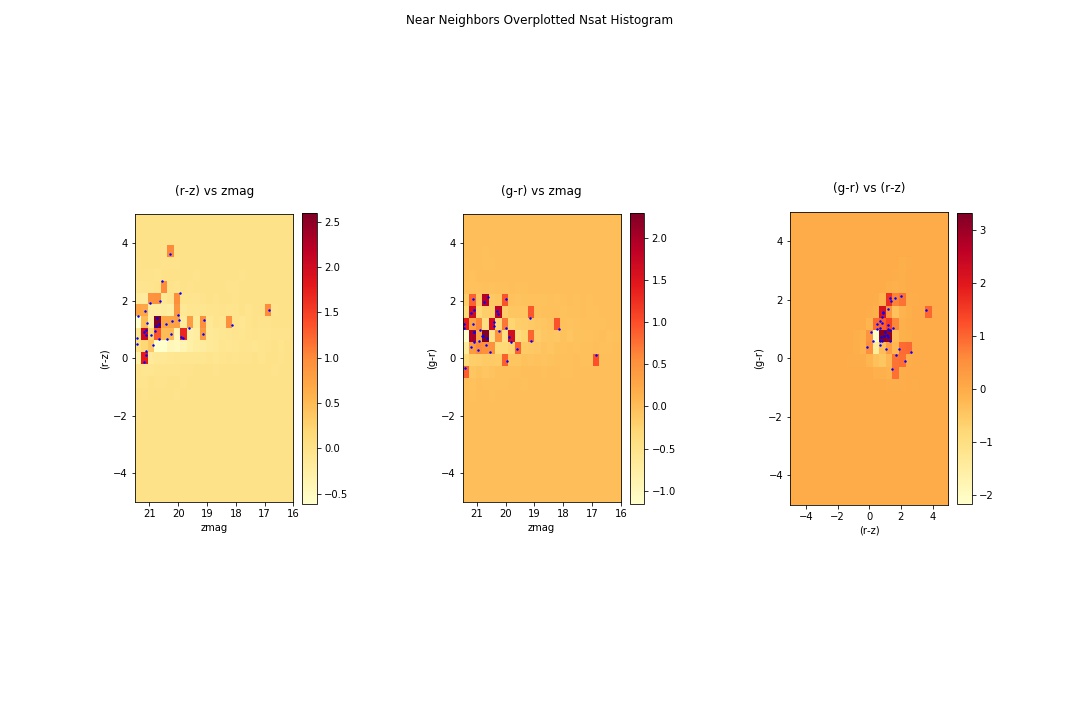 Near Neighbors Overplotted Nsat Histogram
(r-z) vs zmag
(r-z)
4
2
0
−2
−4
21 20 19 18 17 16
zmag
2.5
2.0
1.5
1.0
0.5
0.0
−0.5
(g-r) vs zmag
(g-r)
4
2
0
−2
−4
21 20 19 18 17 16
zmag
2.0
1.5
1.0
0.5
0.0
−0.5
−1.0
(g-r) vs (r-z)
(g-r)
4
2
0
−2
−4
−4 −2 0 2 4
(r-z)
3
2
1
0
−1
−2